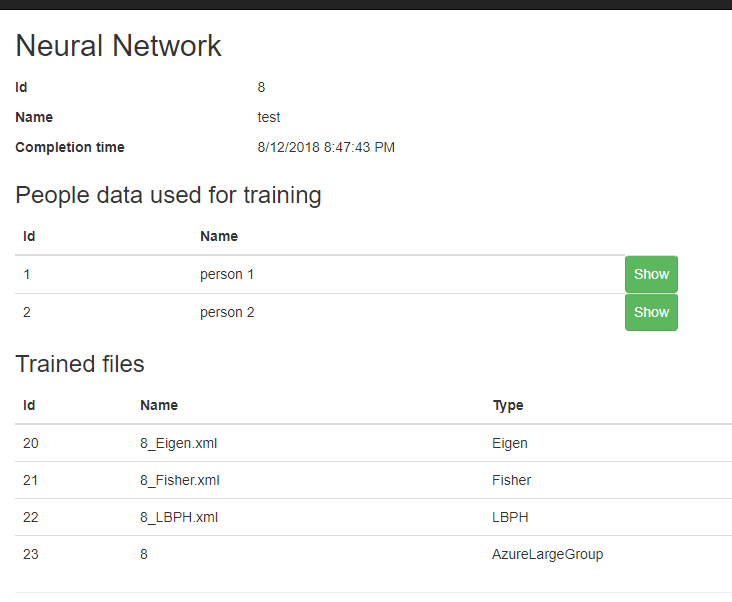 Neural Network
Id 8
Name test
Completion time 8/12/2018 8:47:43 PM
People data used for training
Id Name
1 person 1 Show
2 person 2 Show
Trained files
Id Name Type
20 8_Eigen.xml Eigen
21 8_Fisher.xml Fisher
22 8_LBPH.xml LBPH
23 8 AzureLargeGroup